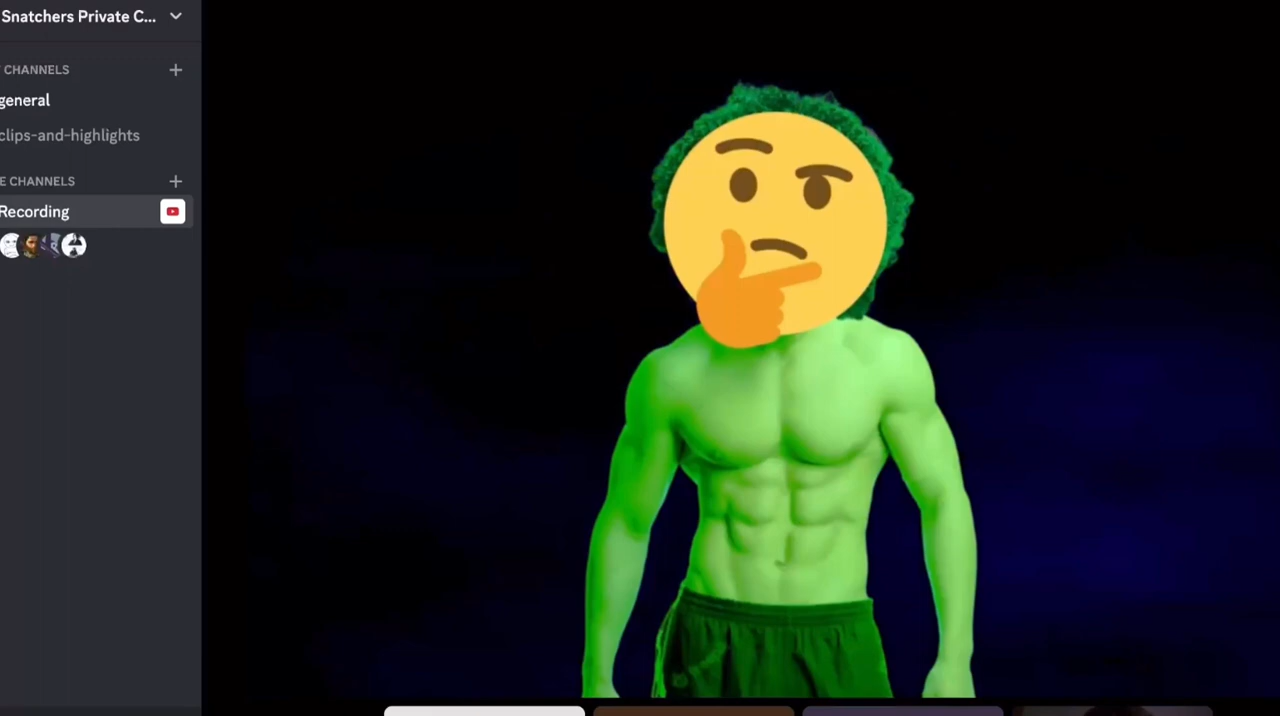 Snatchers Private C...
CHANNELS
general
clips-and-highlights
E CHANNELS
Recording